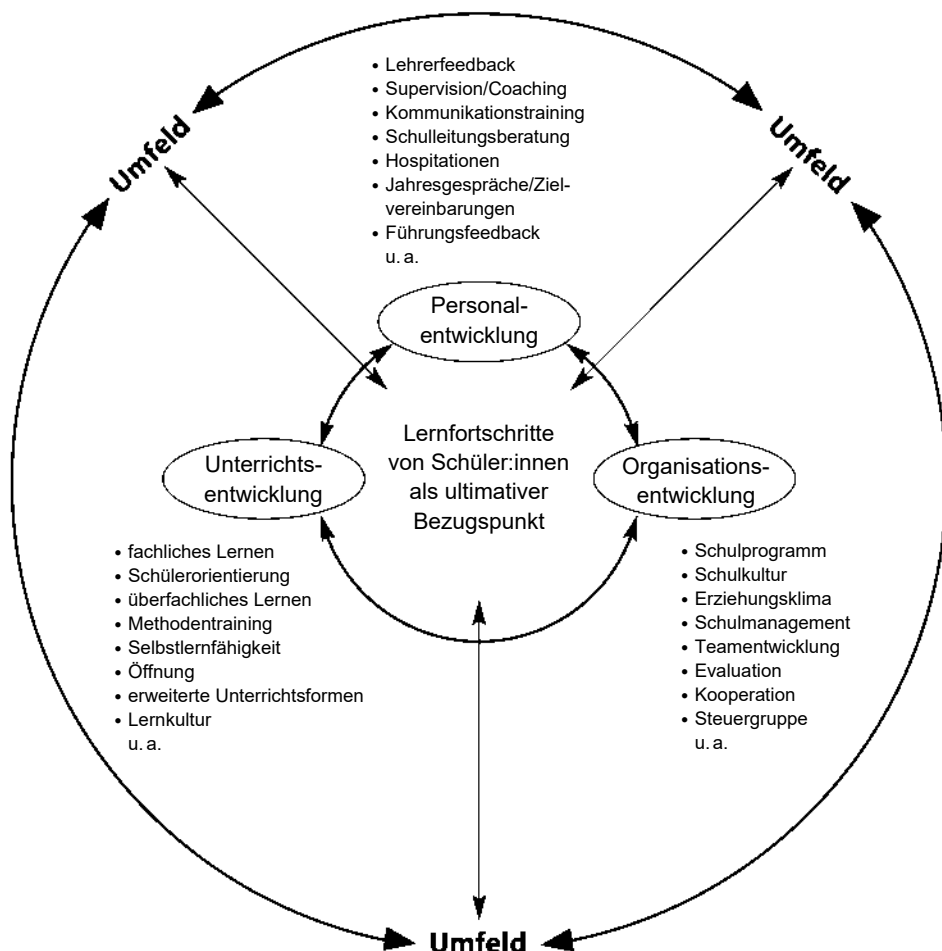 • Lehrerfeedback
• Supervision/Coaching
• Kommunikationstraining
• Schulleitungsberatung
• Hospitationen
• Jahresgespräche/Ziel-
vereinbarungen
• Führungsfeedback
u. a.
Umfeld
Umfeld
Personal-
entwicklung
Lernfortschritte
von Schüler:innen
als ultimativer
Bezugspunkt
Unterrichts-
entwicklung
Organisations-
entwicklung
• fachliches Lernen
• Schülerorientierung
• überfachliches Lernen
• Methodentraining
• Selbstlernfähigkeit
• Öffnung
• erweiterte Unterrichtsformen
• Lernkultur
u. a.
• Schulprogramm
• Schulkultur
• Erziehungsklima
• Schulmanagement
• Teamentwicklung
• Evaluation
• Kooperation
• Steuergruppe
u. a.
Umfeld